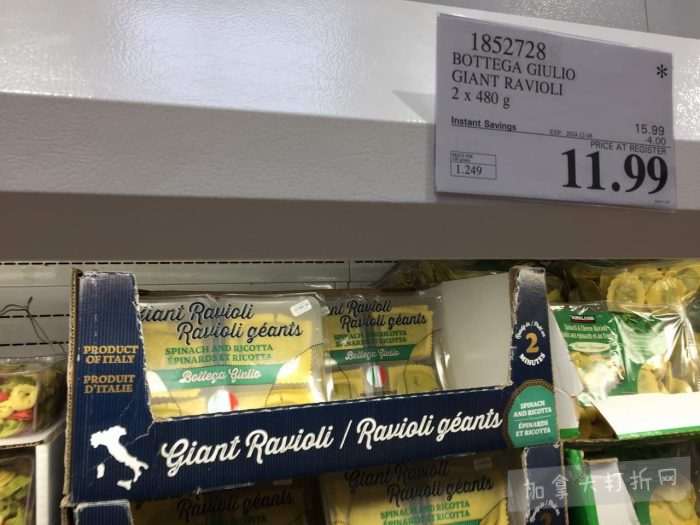 1852728
*
BOTTEGA GIULIO
GIANT RAVIOLI
2 x 480 g
Instant Savings
15.99
-4.00
PRICE AT REGISTER
1.249
11.99
Giant Ravioli
Ravioli géants
SPINACH AND RICOTTA
ÉPINARDS ET RICOTTA
Bottega Giulio
Ravioli géants
Bottega Giulio
PRODUCT
OF ITALY
PRODUIT
D'ITALIE
2
MINUTES
SPINACH
AND RICOTTA
ÉPINARDS
ET RICOTTA
Giant Ravioli / Ravioli géants
KIRKLAND
Giant Ravioli
Ravioli géants
加拿大打折网